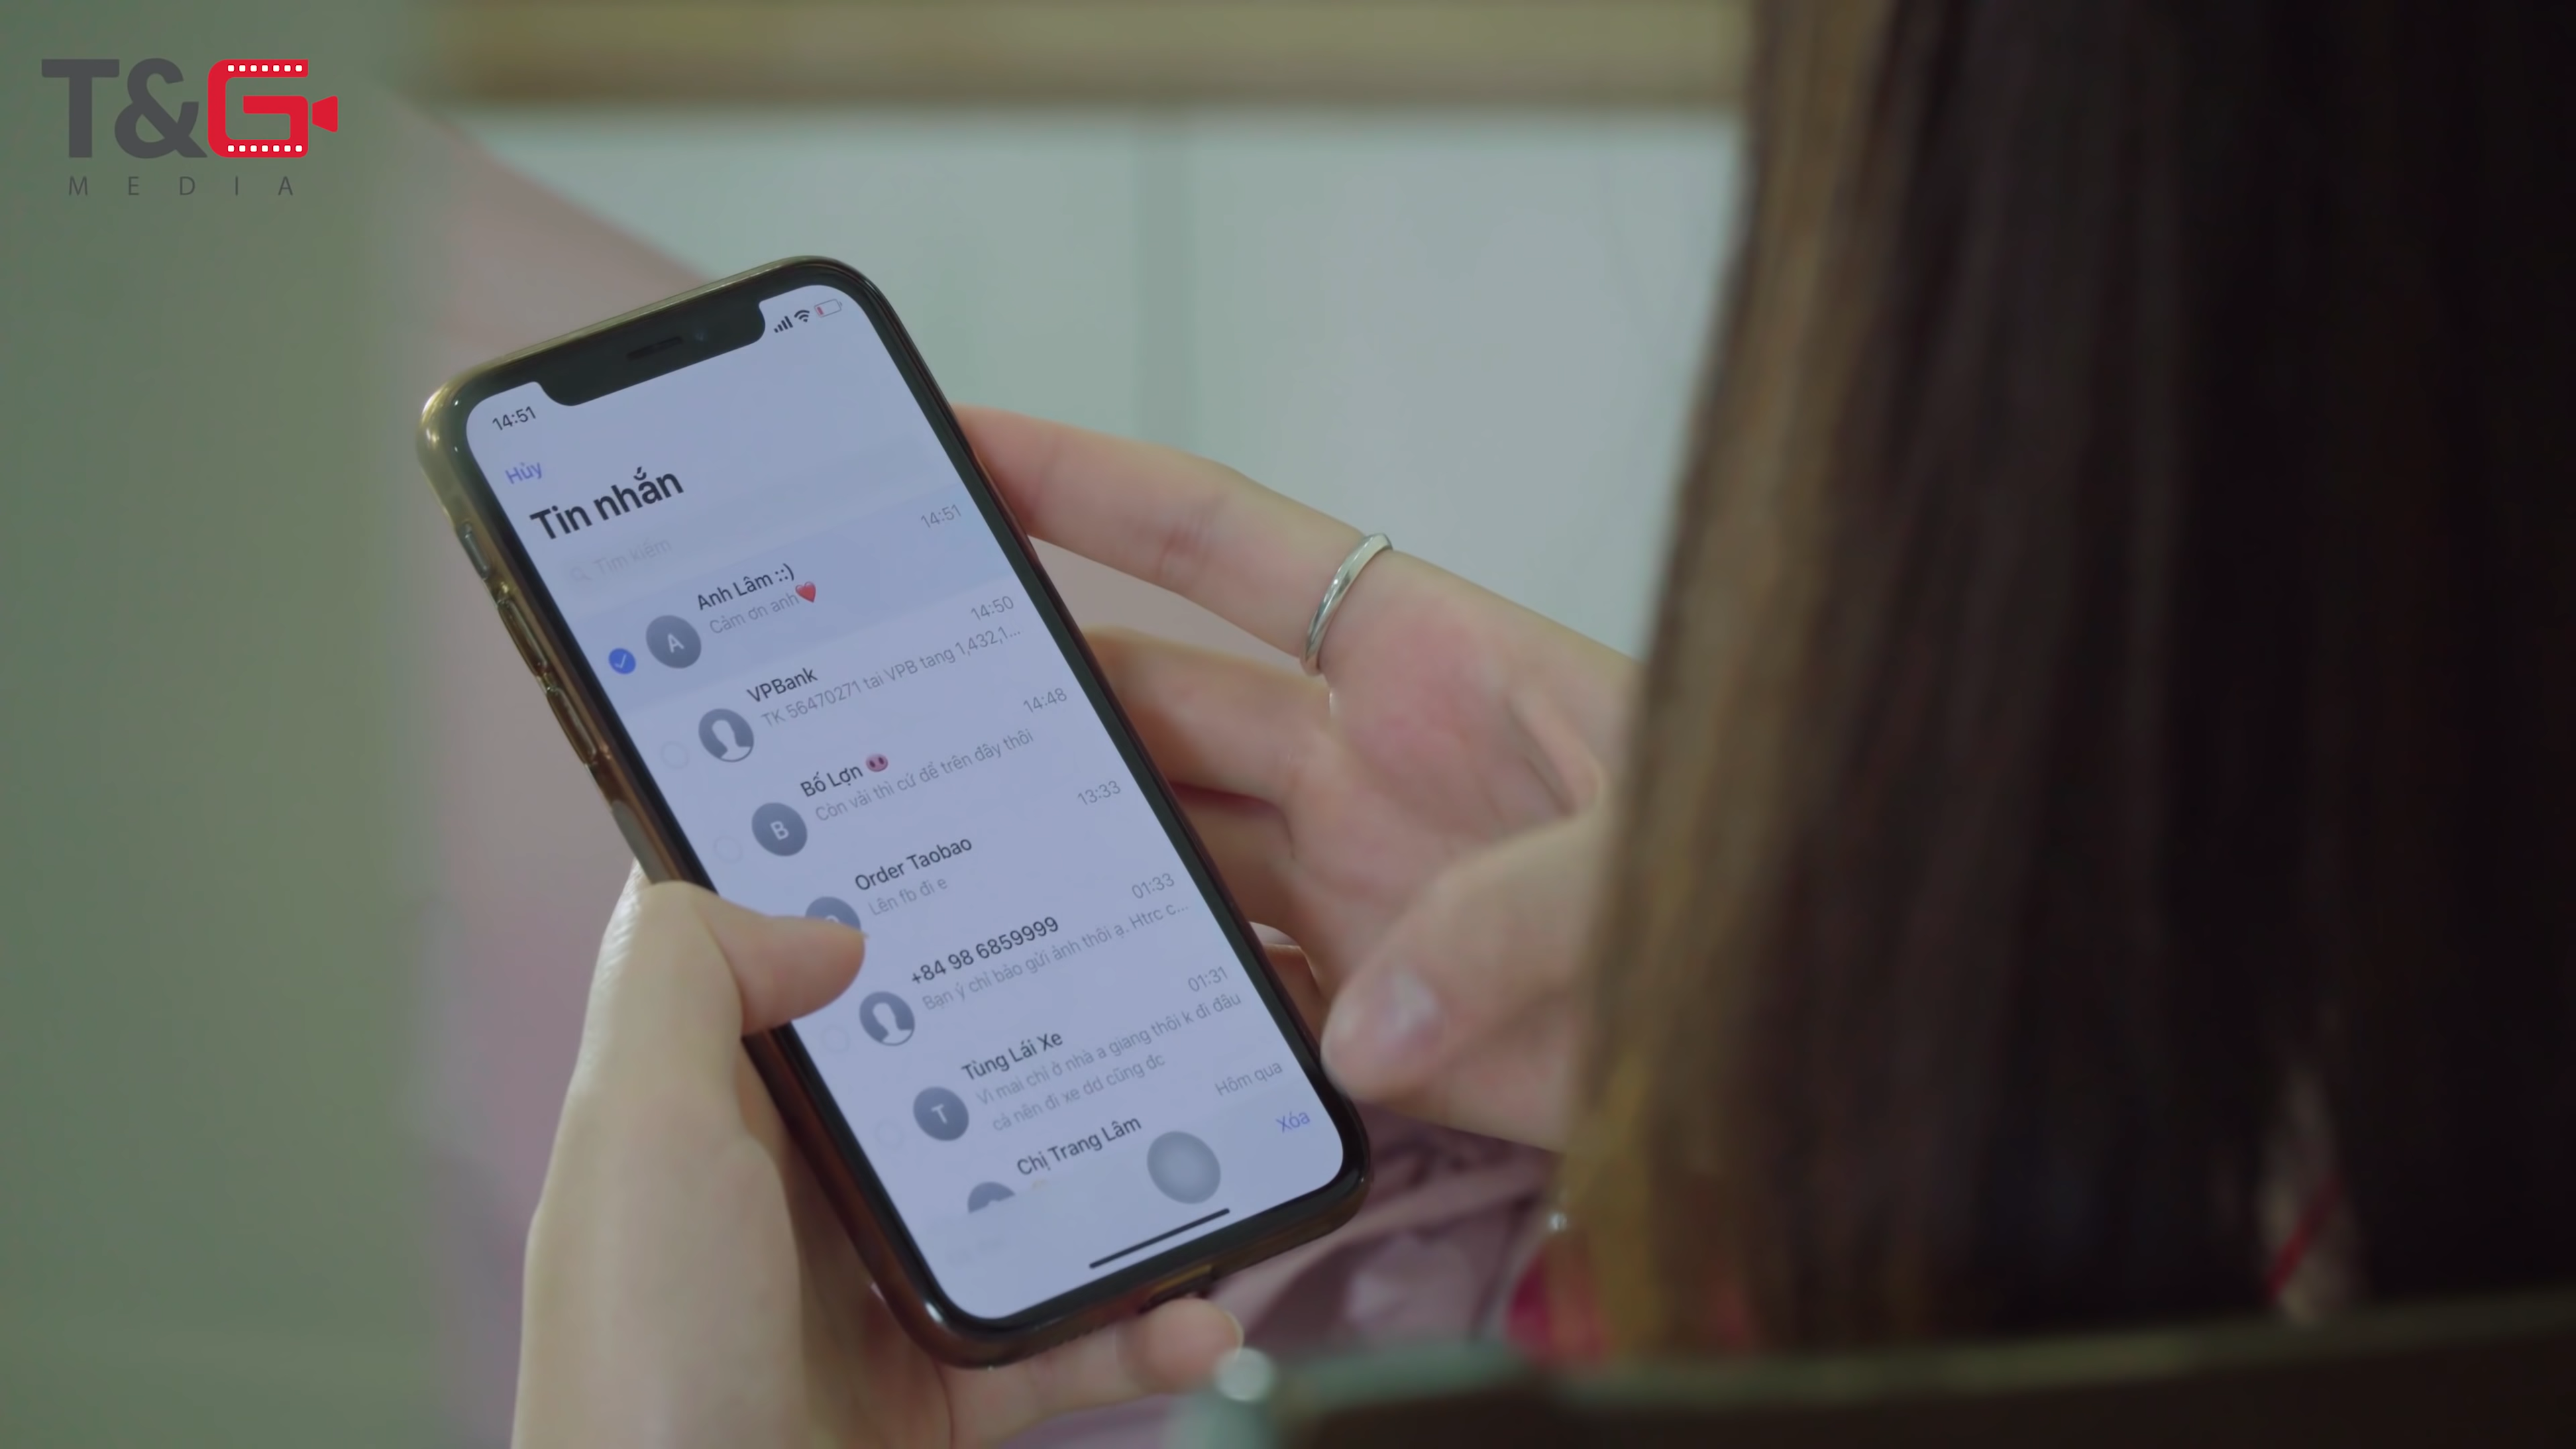 T&G
MEDIA
14:51
Hủy
Tin nhắn
Tìm kiếm
Anh Lâm ::)
14:51
Cảm ơn anh❤️
A
VPBank
14:50
TK 56470271 tai VPB tang 1,432,1...
Bố Lợn 🐽
14:48
Còn vải thì cứ để trên đây thôi
B
Order Taobao
13:33
Lên fb đi e
+84 98 6859999
01:33
Bạn ý chỉ bảo gửi ảnh thôi ạ. Htrc c...
Tùng Lái Xe
01:31
Vì mai chỉ ở nhà a giang thôi k đi đâu
cả nên đi xe dd cũng đc
T
Chị Trang Lâm
Hôm qua
Xóa